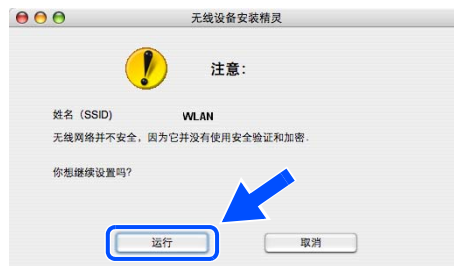 无线设备安装精灵
注意:
姓名 (SSID) WLAN
无线网络并不安全, 因为它并没有使用安全验证和加密.
你想继续设置吗?
运行 取消